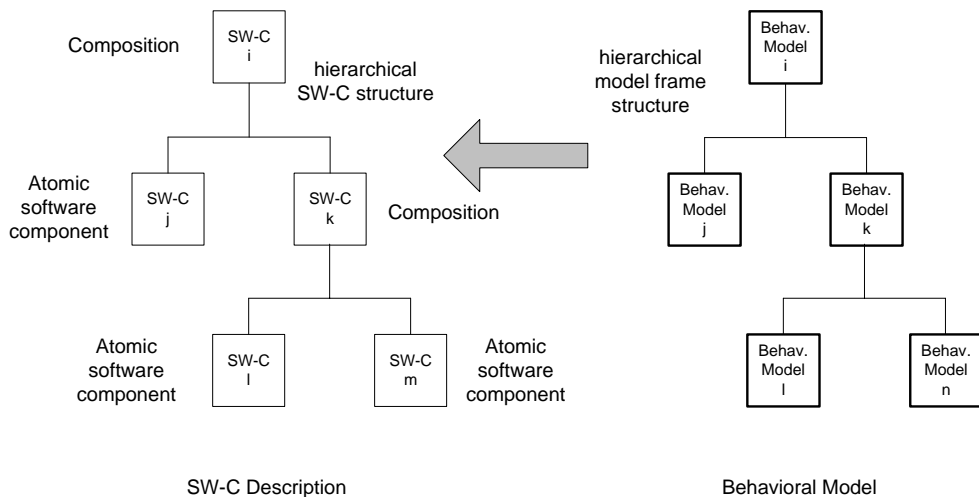 Composition
SW-C
i
hierarchical
SW-C structure
Atomic
software
component
SW-C
j
SW-C
k
Composition
Atomic
software
component
SW-C
l
SW-C
m
Atomic
software
component
SW-C Description
hierarchical
model frame
structure
Behav.
Model
i
Behav.
Model
j
Behav.
Model
k
Behav.
Model
l
Behav.
Model
n
Behavioral Model